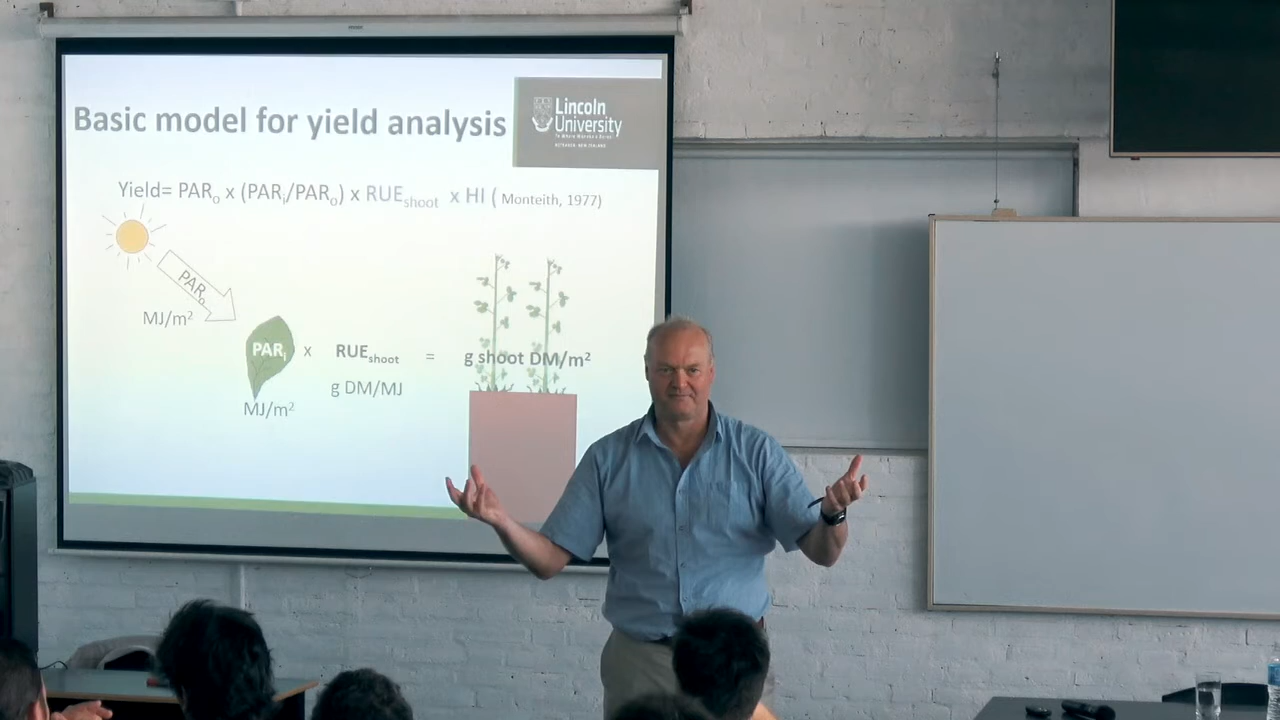 Basic model for yield analysis
Lincoln
University
Yield= PARₒ x (PARᵢ/PARₒ) x RUEshoot x HI ( Monteith, 1977)
PARₒ
MJ/m²
PARᵢ x RUEshoot = g shoot DM/m²
g DM/MJ
MJ/m²